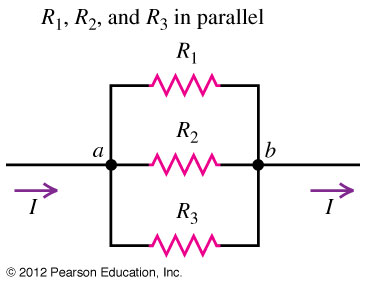 R₁, R₂, and R₃ in parallel
R₁
R₂
a
b
I
I
R₃
© 2012 Pearson Education, Inc.